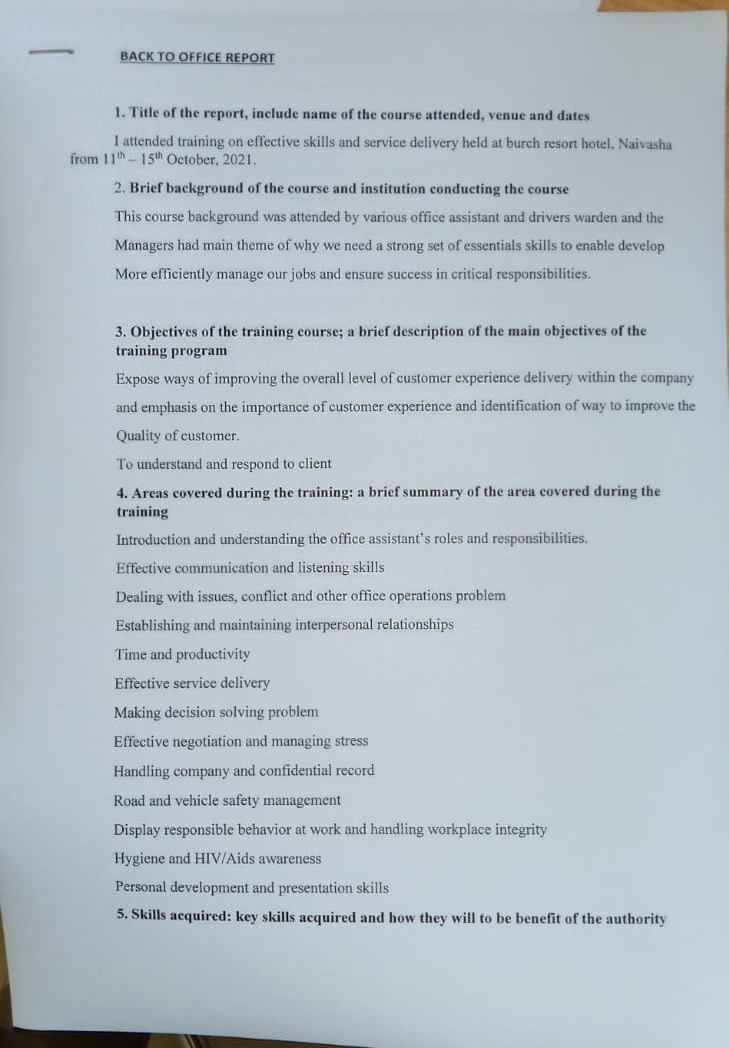 BACK TO OFFICE REPORT
1. Title of the report, include name of the course attended, venue and dates
I attended training on effective skills and service delivery held at burch resort hotel, Naivasha
from 11th – 15th October, 2021.
2. Brief background of the course and institution conducting the course
This course background was attended by various office assistant and drivers warden and the
Managers had main theme of why we need a strong set of essentials skills to enable develop
More efficiently manage our jobs and ensure success in critical responsibilities.
3. Objectives of the training course; a brief description of the main objectives of the
training program
Expose ways of improving the overall level of customer experience delivery within the company
and emphasis on the importance of customer experience and identification of way to improve the
Quality of customer.
To understand and respond to client
4. Areas covered during the training: a brief summary of the area covered during the
training
Introduction and understanding the office assistant's roles and responsibilities.
Effective communication and listening skills
Dealing with issues, conflict and other office operations problem
Establishing and maintaining interpersonal relationships
Time and productivity
Effective service delivery
Making decision solving problem
Effective negotiation and managing stress
Handling company and confidential record
Road and vehicle safety management
Display responsible behavior at work and handling workplace integrity
Hygiene and HIV/Aids awareness
Personal development and presentation skills
5. Skills acquired: key skills acquired and how they will to be benefit of the authority